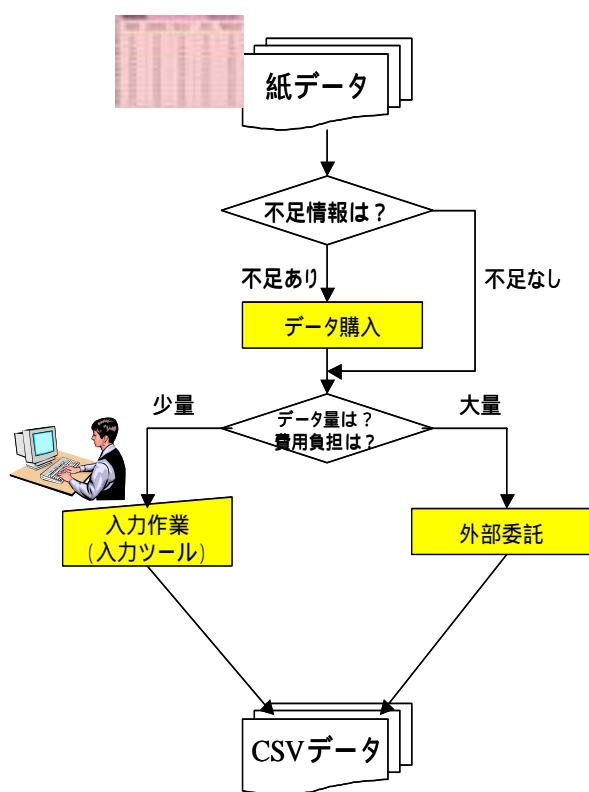 紙データ
不足情報は?
不足あり
不足なし
データ購入
少量
データ量は?
費用負担は?
大量
入力作業
(入力ツール)
外部委託
CSVデータ